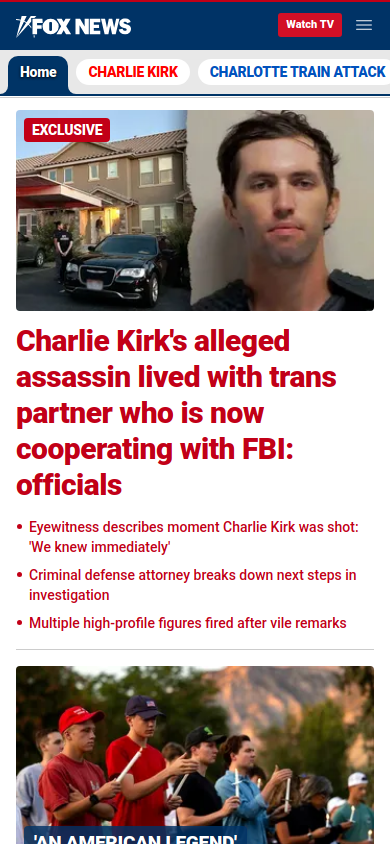 FOX NEWS
Watch TV
Home
CHARLIE KIRK
CHARLOTTE TRAIN ATTACK
EXCLUSIVE
Charlie Kirk's alleged
assassin lived with trans
partner who is now
cooperating with FBI:
officials
Eyewitness describes moment Charlie Kirk was shot:
'We knew immediately'
Criminal defense attorney breaks down next steps in
investigation
Multiple high-profile figures fired after vile remarks
'AN AMERICAN LEGEND'